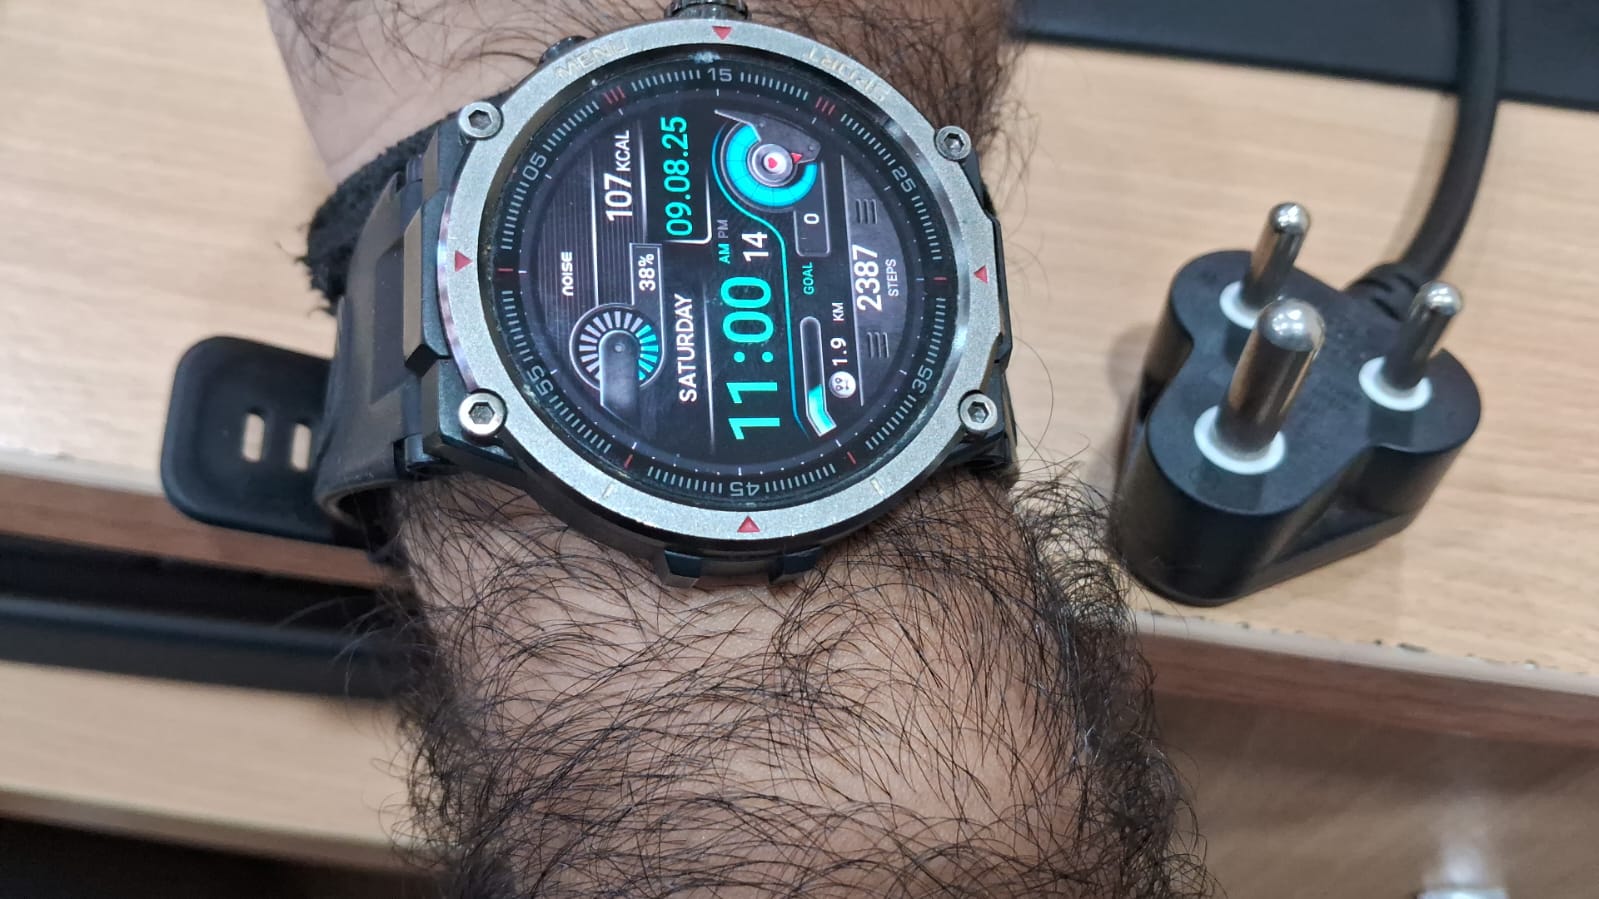 MENU
SPORT
15
25
35
45
55
05
NOISE
107 KCAL
38%
09.08.25
SATURDAY
AM PM
11:00 14
0
GOAL
1.9 KM
2387
STEPS